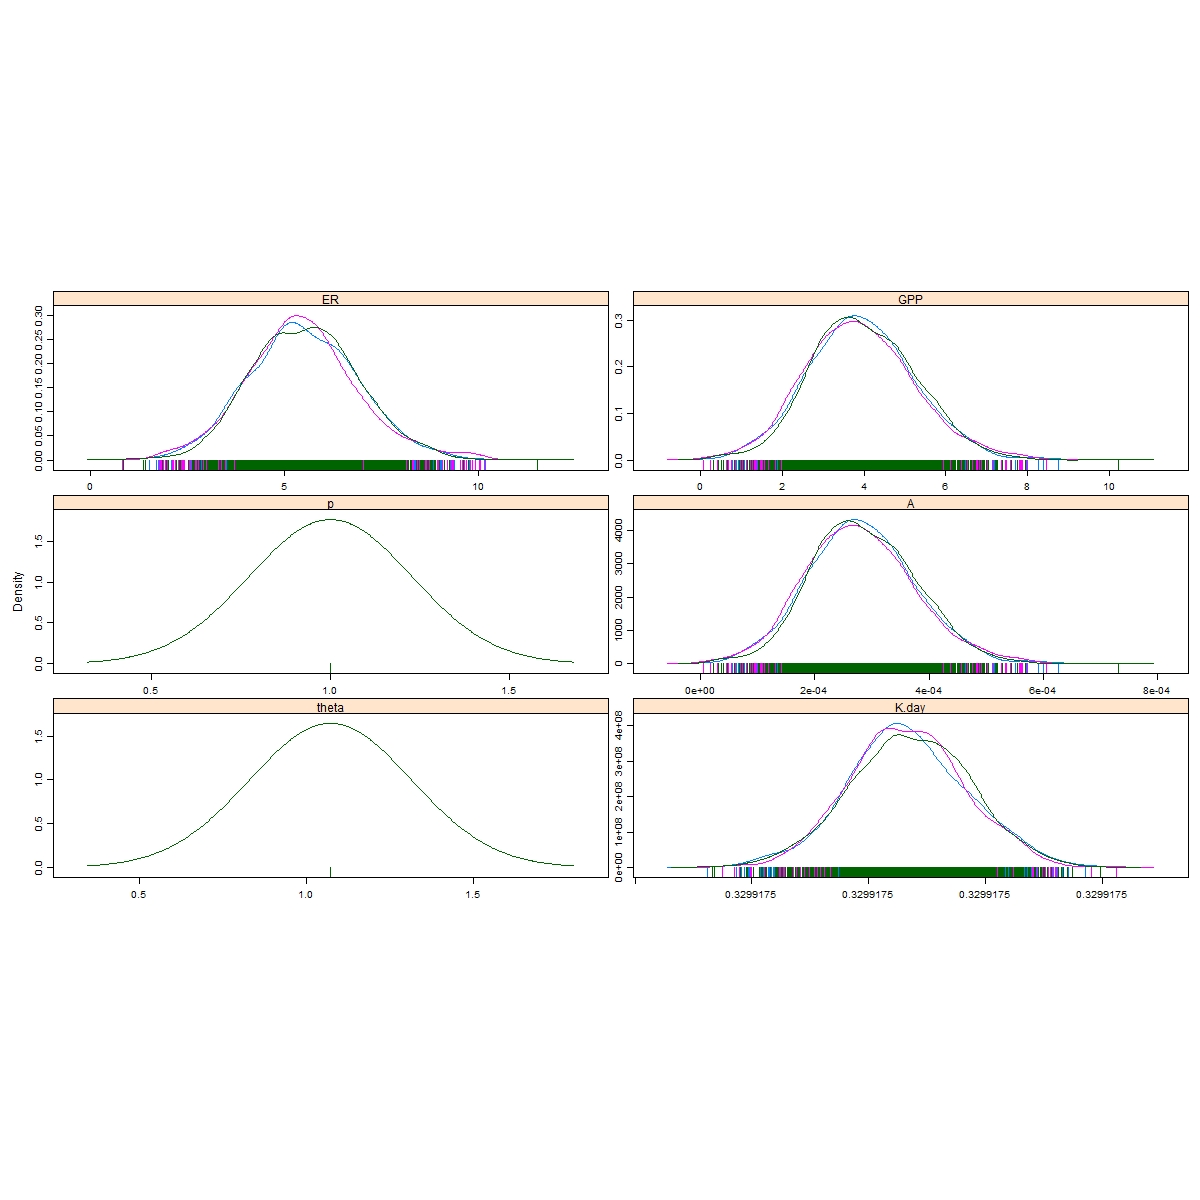 ER
GPP
0.00 0.05 0.10 0.15 0.20 0.25 0.30
0.0 0.1 0.2 0.3
0 5 10
0 2 4 6 8 10
p
A
0.0 0.5 1.0 1.5
0 1000 2000 3000 4000
0.5 1.0 1.5
0e+00 2e-04 4e-04 6e-04 8e-04
Density
theta
K.day
0.0 0.5 1.0 1.5
0e+00 1e+08 2e+08 3e+08 4e+08
0.5 1.0 1.5
0.3299175 0.3299175 0.3299175 0.3299175